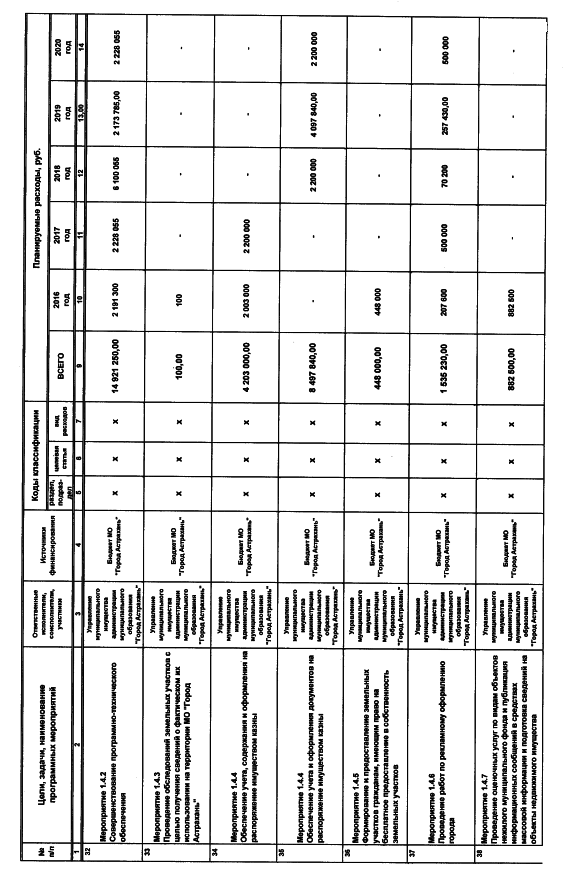 № п/п | Цели, задачи, наименование программных мероприятий | Ответственные исполнители, соисполнители, участники | Источники финансирования | Коды классификации | Планируемые расходы, руб.
раздел, подраз-дел | целевая статья | вид расходов | ВСЕГО | 2016 год | 2017 год | 2018 год | 2019 год | 2020 год
1 | 2 | 3 | 4 | 5 | 6 | 7 | 9 | 10 | 11 | 12 | 13,00 | 14
32 | Мероприятие 1.4.2 Совершенствование программно-технического обеспечения | Управление муниципального имущества администрации муниципального образования "Город Астрахань" | Бюджет МО "Город Астрахань" | х | х | х | 14 921 250,00 | 2 191 300 | 2 228 055 | 6 100 055 | 2 173 785,00 | 2 228 055
33 | Мероприятие 1.4.3 Проведение обследований земельных участков с целью получения сведений о фактическом их использовании на территории МО "Город Астрахань" | Управление муниципального имущества администрации муниципального образования "Город Астрахань" | Бюджет МО "Город Астрахань" | х | х | х | 100,00 | 100 | - | - | - | -
34 | Мероприятие 1.4.4 Обеспечение учета, содержания и оформления на распоряжение имуществом казны | Управление муниципального имущества администрации муниципального образования "Город Астрахань" | Бюджет МО "Город Астрахань" | х | х | х | 4 203 000,00 | 2 003 000 | 2 200 000 | - | - | -
35 | Мероприятие 1.4.4 Обеспечение учета и оформления документов на распоряжение имуществом казны | Управление муниципального имущества администрации муниципального образования "Город Астрахань" | Бюджет МО "Город Астрахань" | х | х | х | 8 497 840,00 | - | - | 2 200 000 | 4 097 840,00 | 2 200 000
36 | Мероприятие 1.4.5 Формирование и предоставление земельных участков гражданам, имеющим право на бесплатное предоставление в собственность земельных участков | Управление муниципального имущества администрации муниципального образования "Город Астрахань" | Бюджет МО "Город Астрахань" | х | х | х | 448 000,00 | 448 000 | - | - | - | -
37 | Мероприятие 1.4.6 Проведение работ по рекламному оформлению города | Управление муниципального имущества администрации муниципального образования "Город Астрахань" | Бюджет МО "Город Астрахань" | х | х | х | 1 535 230,00 | 207 600 | 500 000 | 70 200 | 257 430,00 | 500 000
38 | Мероприятие 1.4.7 Проведение оценочных услуг по видам объектов нежилого муниципального фонда и публикация информационных сообщений в средствах массовой информации и подготовка сведений на объекты недвижимого имущества | Управление муниципального имущества администрации муниципального образования "Город Астрахань" | Бюджет МО "Город Астрахань" | х | х | х | 882 500,00 | 882 500 | - | - | - | -